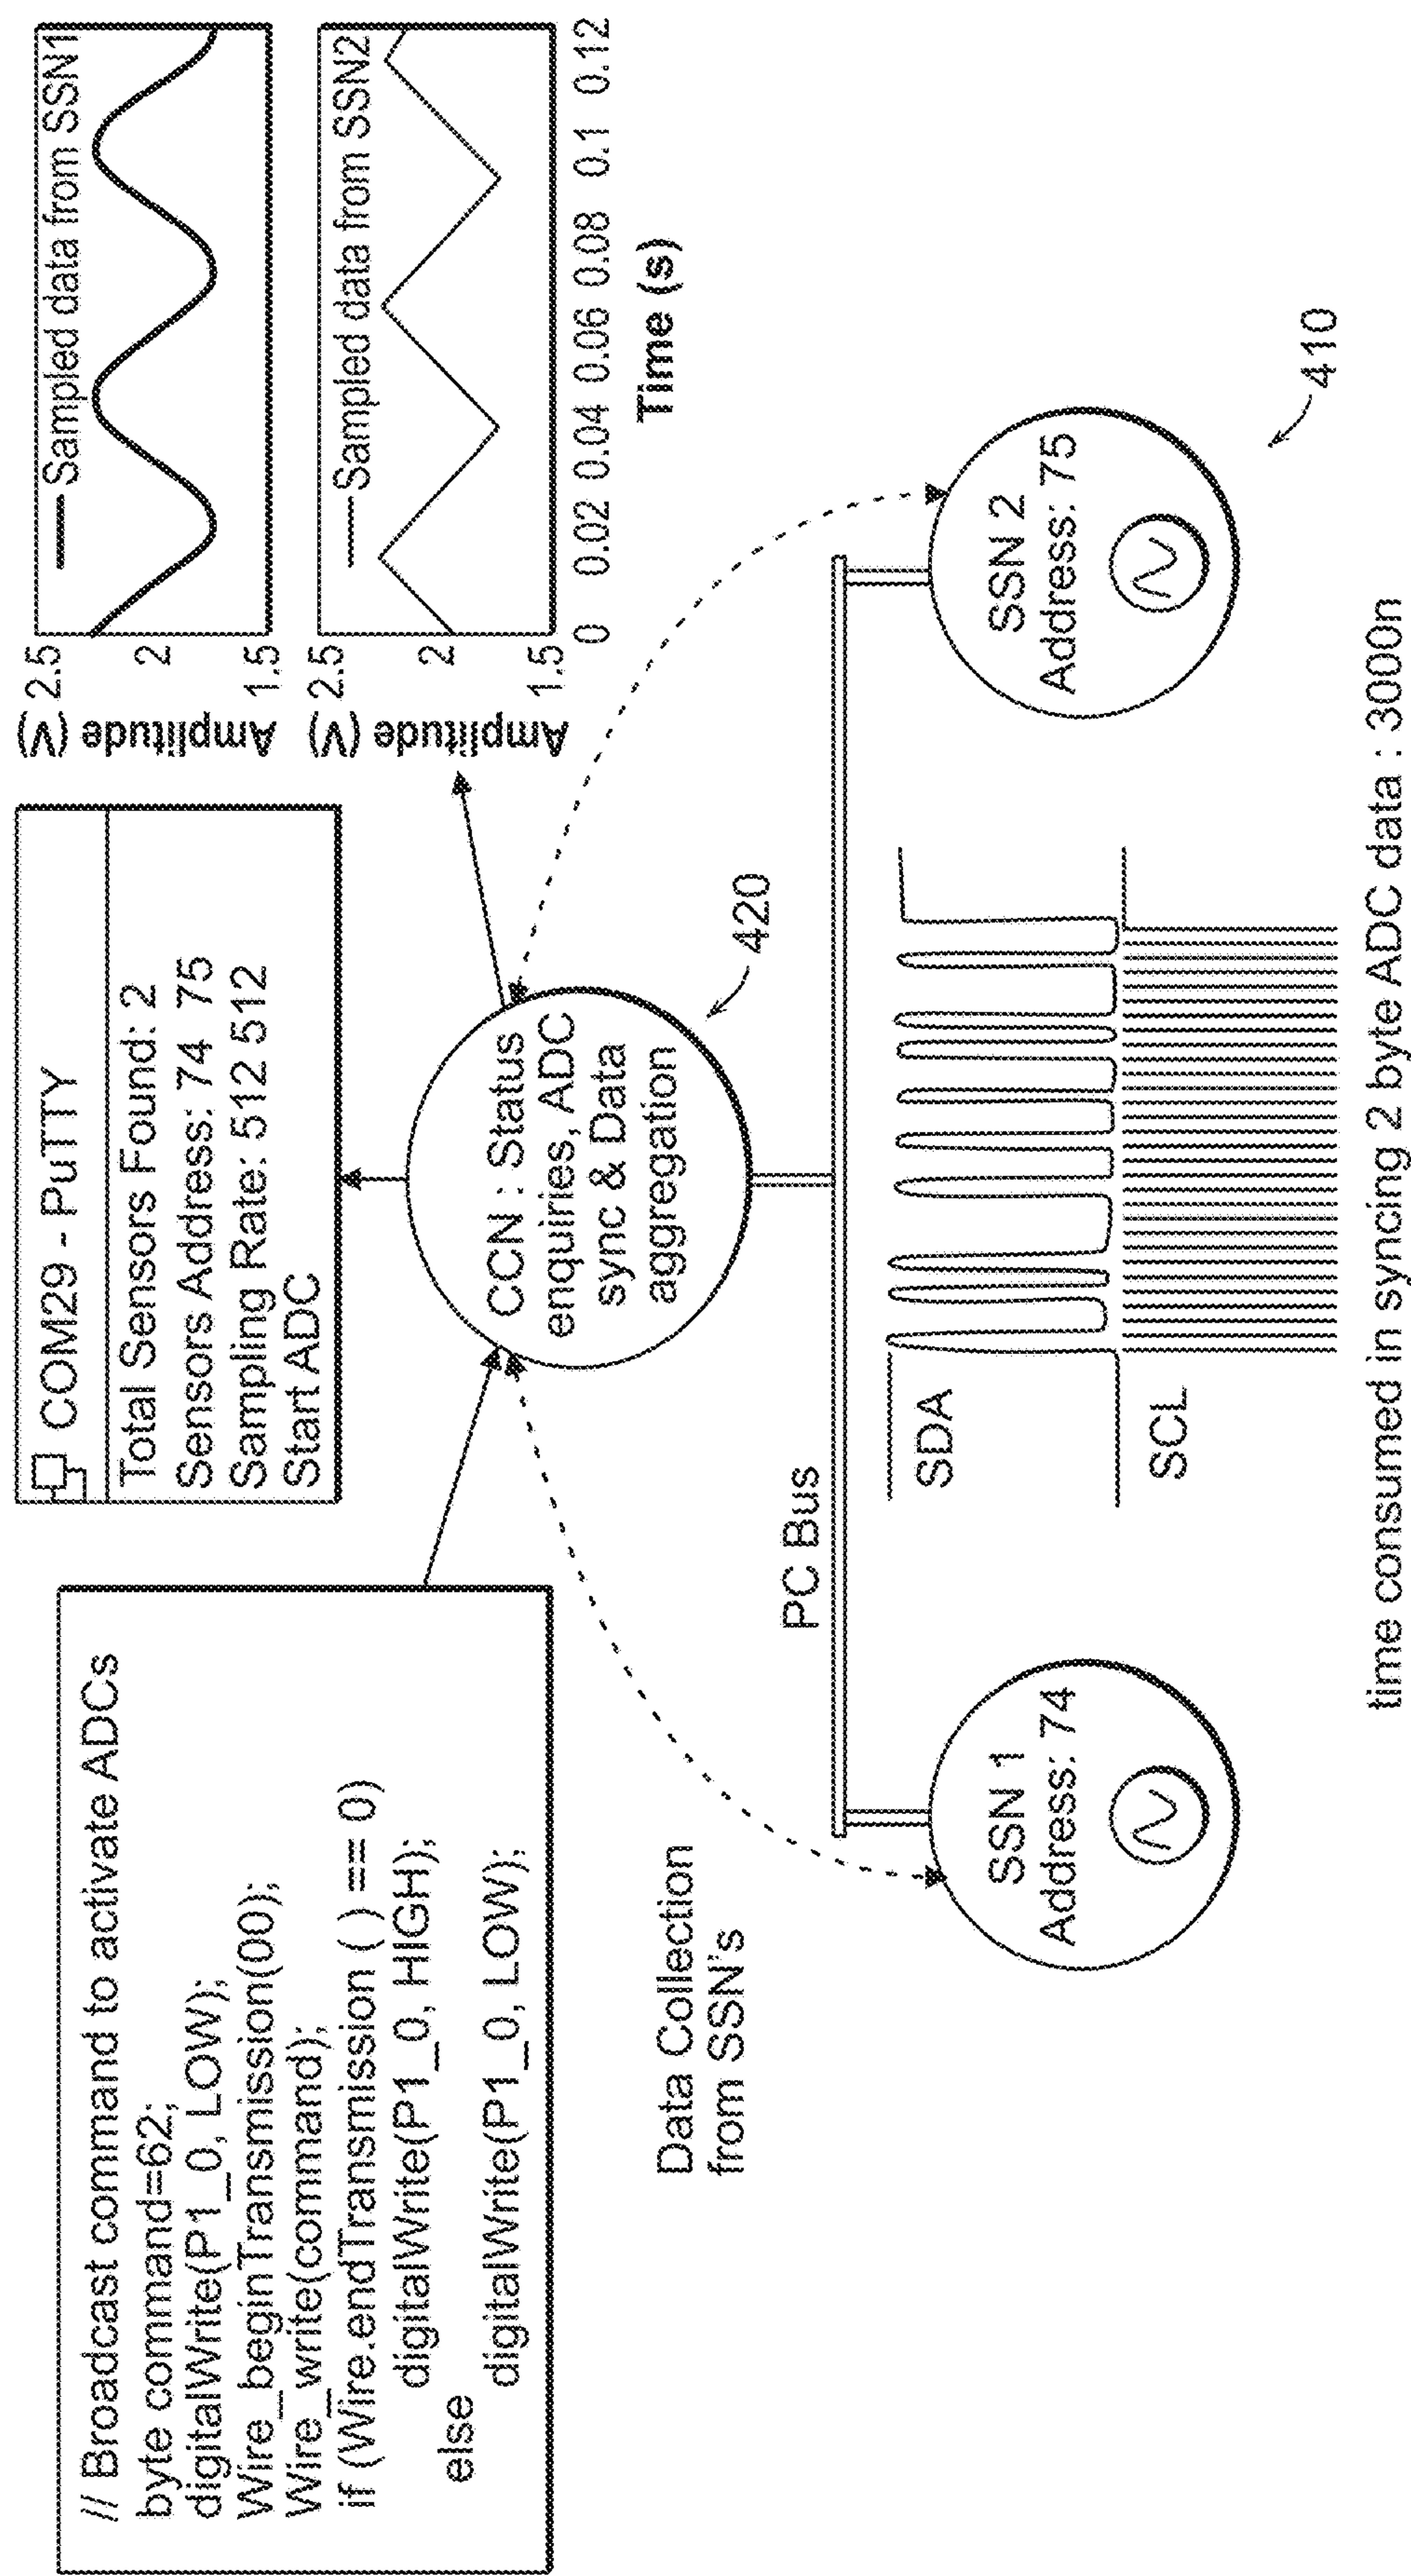 // Broadcast command to activate ADCs
byte command=62;
digitalWrite(P1_0, LOW);
Wire_beginTransmission(00);
Wire_write(command);
if (Wire.endTransmission ( ) == 0)
digitalWrite(P1_0, HIGH);
else
digitalWrite(P1_0, LOW);
COM29 - PuTTY
Total Sensors Found: 2
Sensors Address: 74 75
Sampling Rate: 512 512
Start ADC
Amplitude (V)
2.5
2
1.5
Sampled data from SSN1
Amplitude (V)
2.5
2
1.5
Sampled data from SSN2
0 0.02 0.04 0.06 0.08 0.1 0.12
Time (s)
CCN : Status
enquiries, ADC
sync & Data
aggregation
420
Data Collection
from SSN's
PC Bus
SSN 1
Address: 74
SDA
SCL
SSN 2
Address: 75
410
time consumed in syncing 2 byte ADC data : 3000n